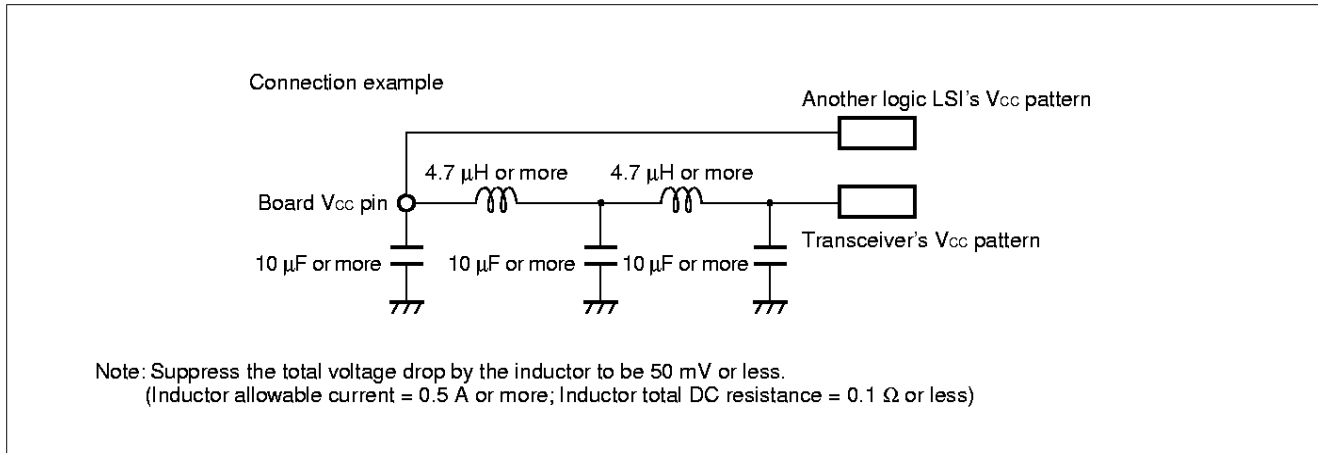 Connection example
Another logic LSI's Vcc pattern
4.7 μH or more 4.7 μH or more
Board Vcc pin
Transceiver's Vcc pattern
10 μF or more 10 μF or more 10 μF or more
Note: Suppress the total voltage drop by the inductor to be 50 mV or less.
(Inductor allowable current = 0.5 A or more; Inductor total DC resistance = 0.1 Ω or less)